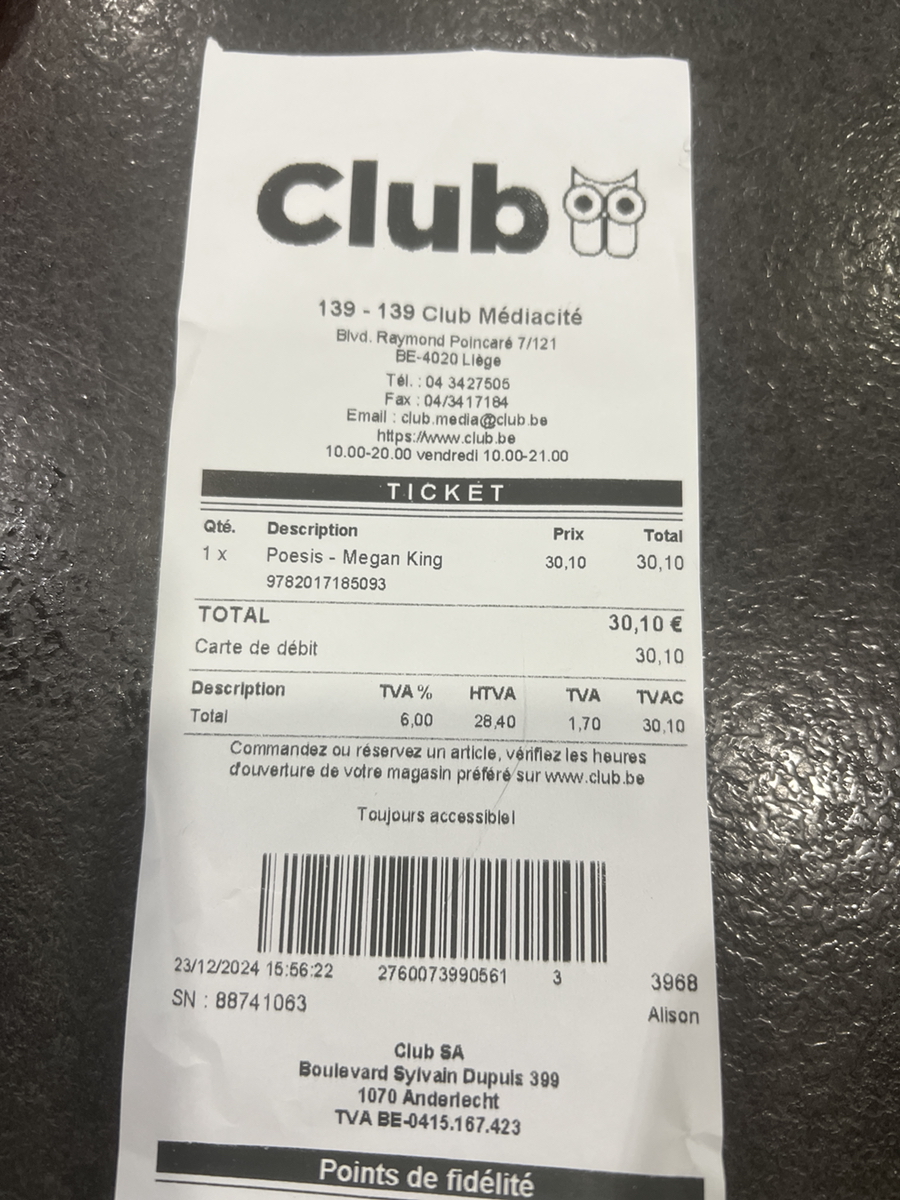 Club
139 - 139 Club Médiacité
Blvd. Raymond Poincaré 7/121
BE-4020 Liège
Tél. : 04 3427505
Fax : 04/3417184
Email : club.media@club.be
https://www.club.be
10.00-20.00 vendredi 10.00-21.00
TICKET
Qté. Description Prix Total
1 x Poesis - Megan King 30,10 30,10
9782017185093
TOTAL 30,10 €
Carte de débit 30,10
Description TVA % HTVA TVA TVAC
Total 6,00 28,40 1,70 30,10
Commandez ou réservez un article, vérifiez les heures
d'ouverture de votre magasin préféré sur www.club.be
Toujours accessible!
23/12/2024 15:56:22 2760073990561 3 3968
SN : 88741063 Alison
Club SA
Boulevard Sylvain Dupuis 399
1070 Anderlecht
TVA BE-0415.167.423
Points de fidélité